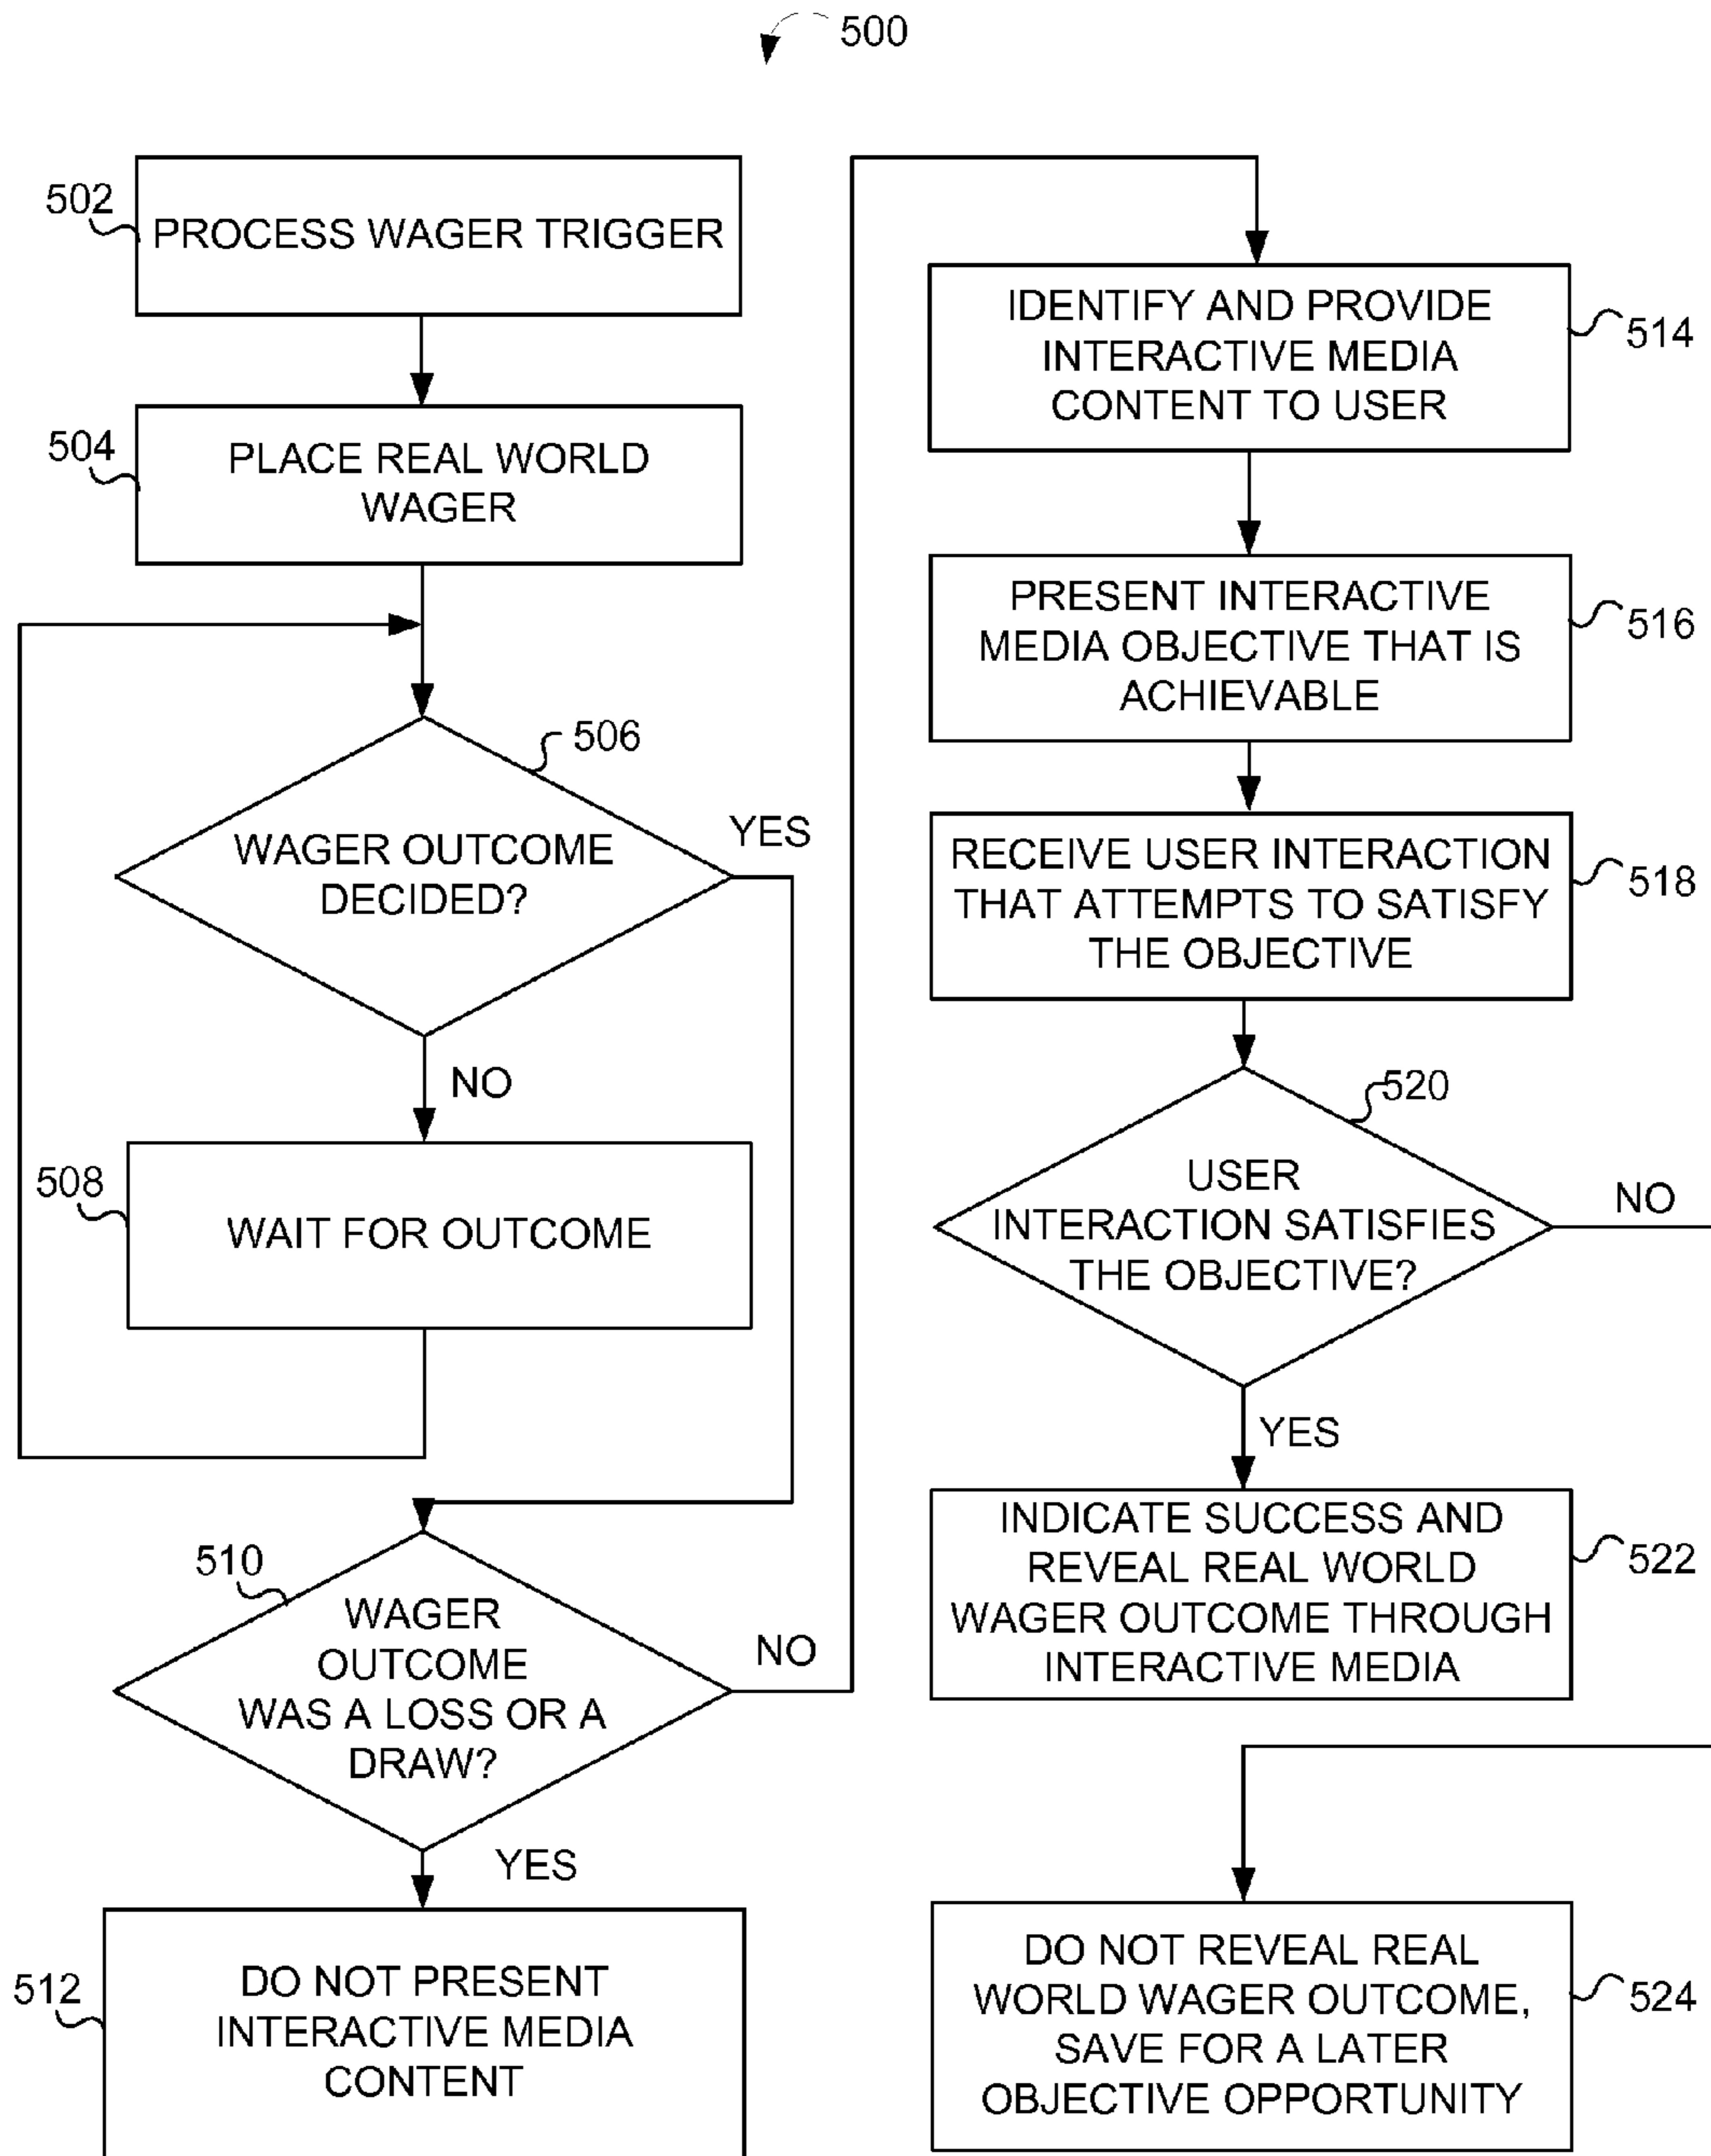 500
502
PROCESS WAGER TRIGGER
504
PLACE REAL WORLD
WAGER
506
WAGER OUTCOME
DECIDED?
YES
NO
508
WAIT FOR OUTCOME
510
WAGER
OUTCOME
WAS A LOSS OR A
DRAW?
NO
YES
512
DO NOT PRESENT
INTERACTIVE MEDIA
CONTENT
IDENTIFY AND PROVIDE
INTERACTIVE MEDIA
CONTENT TO USER
514
PRESENT INTERACTIVE
MEDIA OBJECTIVE THAT IS
ACHIEVABLE
516
RECEIVE USER INTERACTION
THAT ATTEMPTS TO SATISFY
THE OBJECTIVE
518
520
USER
INTERACTION SATISFIES
THE OBJECTIVE?
NO
YES
INDICATE SUCCESS AND
REVEAL REAL WORLD
WAGER OUTCOME THROUGH
INTERACTIVE MEDIA
522
DO NOT REVEAL REAL
WORLD WAGER OUTCOME,
SAVE FOR A LATER
OBJECTIVE OPPORTUNITY
524